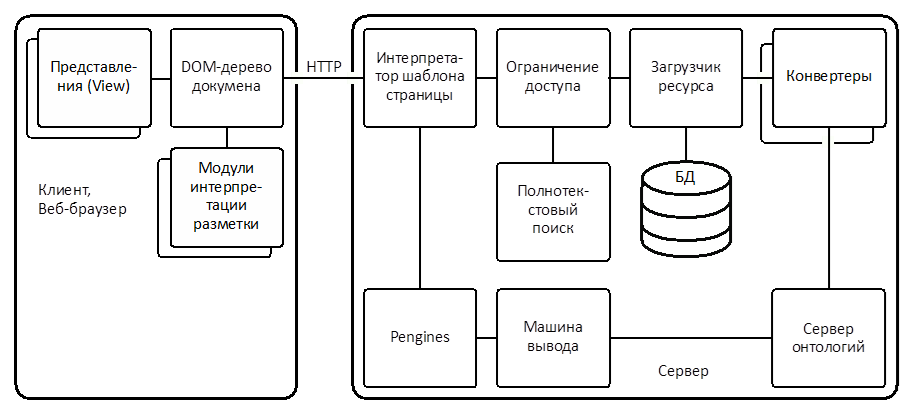 Представле-
ния (View)
DOM-дерево
докумена
HTTP
Интерпрета-
тор шаблона
страницы
Ограничение
доступа
Загрузчик
ресурса
Конвертеры
Модули
интерпре-
тации
разметки
Клиент,
Веб-браузер
Полнотек-
стовый
поиск
БД
Pengines
Машина
вывода
Сервер
онтологий
Сервер